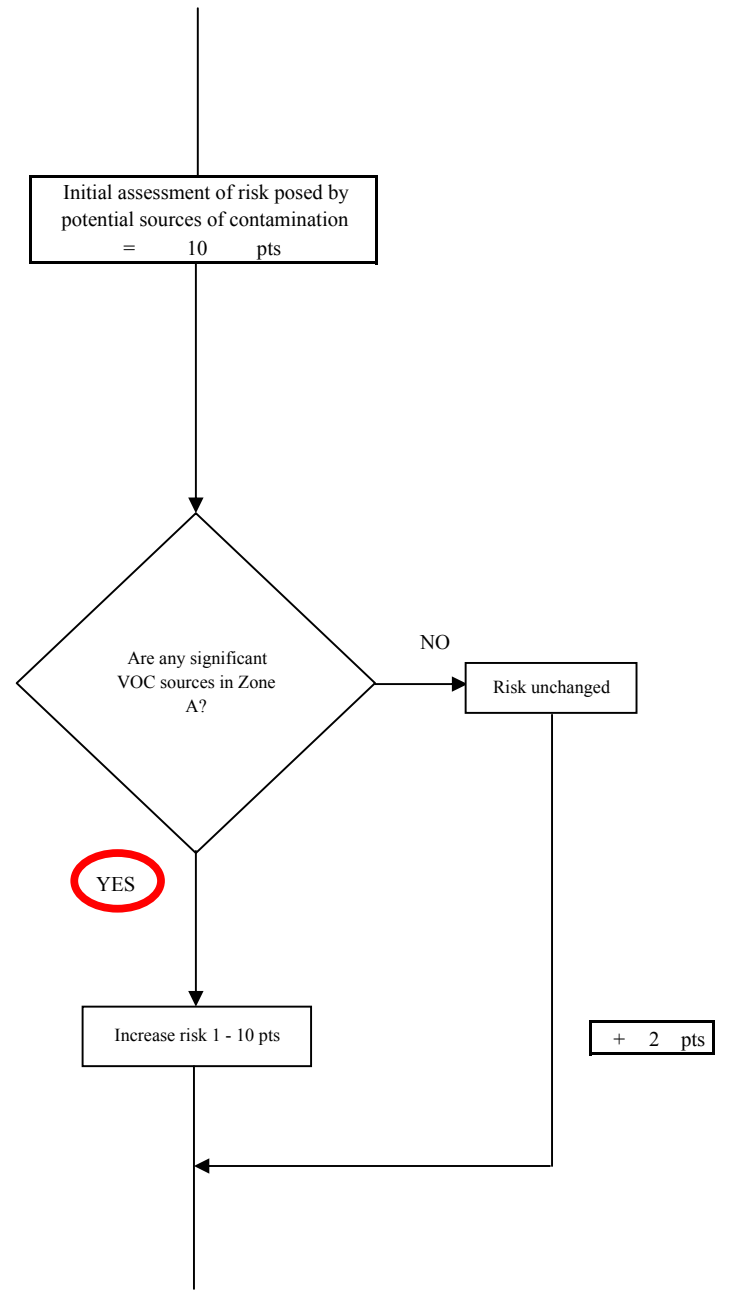 Initial assessment of risk posed by
potential sources of contamination
= 10 pts
Are any significant
VOC sources in Zone
A?
NO
Risk unchanged
YES
Increase risk 1 - 10 pts
+ 2 pts